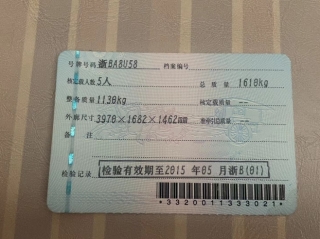 号牌号码 浙BA8U58 档案编号
核定载人数 5人 总质量 1610kg
整备质量 1130kg 核定载质量 --
外廓尺寸 3970×1682×1462mm 准牵引总质量 --
备注
检验记录 检验有效期至2015年05月浙B(01)
*3320011333021*